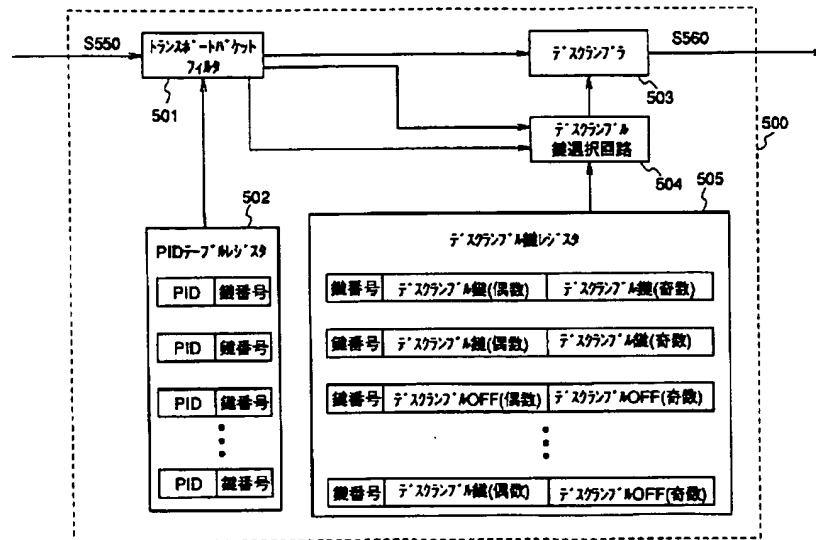 S550
トランスポートパケット
フィルタ
501
デスクランブラ
503
S560
デスクランブル
鍵選択回路
504
500
502
PIDテーブルレジスタ
PID 鍵番号
PID 鍵番号
PID 鍵番号
PID 鍵番号
505
デスクランブル鍵レジスタ
鍵番号 デスクランブル鍵(偶数) デスクランブル鍵(奇数)
鍵番号 デスクランブル鍵(偶数) デスクランブル鍵(奇数)
鍵番号 デスクランブルOFF(偶数) デスクランブルOFF(奇数)
鍵番号 デスクランブル鍵(偶数) デスクランブルOFF(奇数)